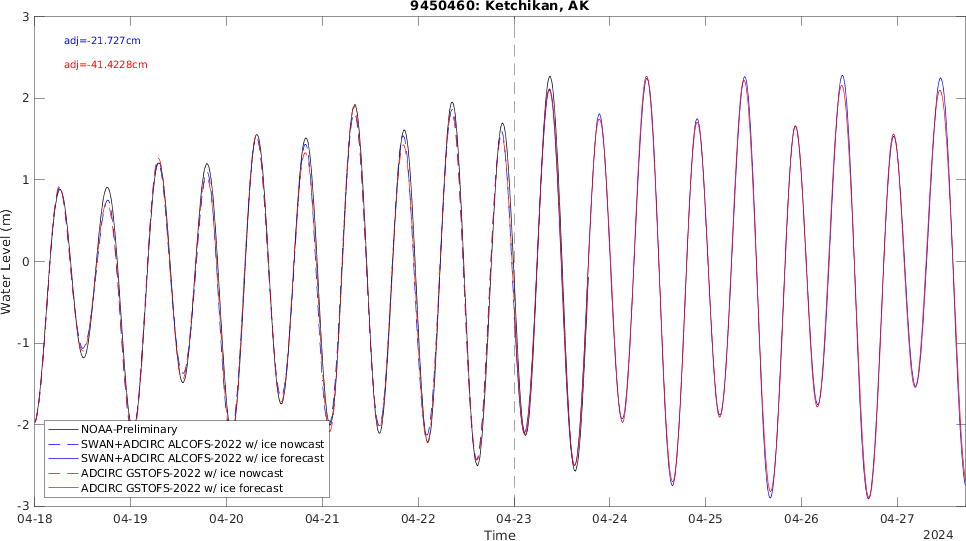 9450460: Ketchikan, AK
adj=-21.727cm
adj=-41.4228cm
Water Level (m)
3
2
1
0
-1
-2
-3
NOAA-Preliminary
SWAN+ADCIRC ALCOFS-2022 w/ ice nowcast
SWAN+ADCIRC ALCOFS-2022 w/ ice forecast
ADCIRC GSTOFS-2022 w/ ice nowcast
ADCIRC GSTOFS-2022 w/ ice forecast
04-18 04-19 04-20 04-21 04-22 04-23 04-24 04-25 04-26 04-27
Time
2024